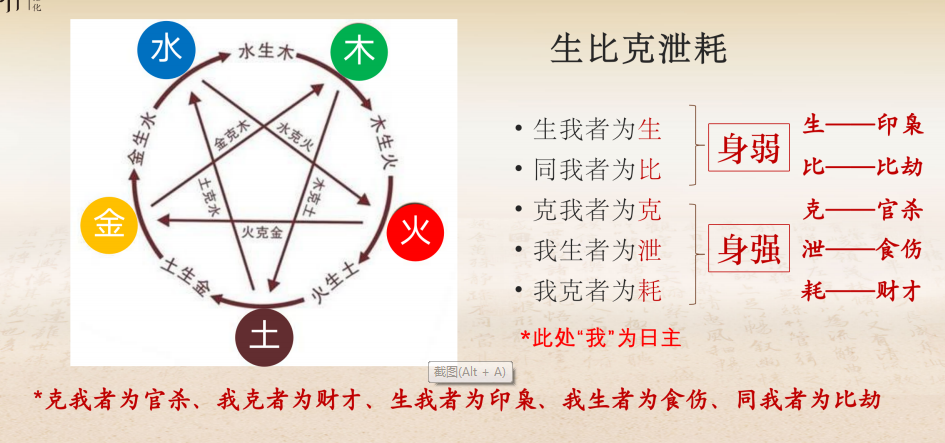 化
生比克泄耗
水
木
金
火
土
水生木
木生火
火生土
土生金
金生水
金克木
水克火
土克水
木克土
火克金
• 生我者为生
• 同我者为比
• 克我者为克
• 我生者为泄
• 我克者为耗
身弱
身强
生——印枭
比——比劫
克——官杀
泄——食伤
耗——财才
*此处“我”为日主
截图(Alt + A)
*克我者为官杀、我克者为财才、生我者为印枭、我生者为食伤、同我者为比劫